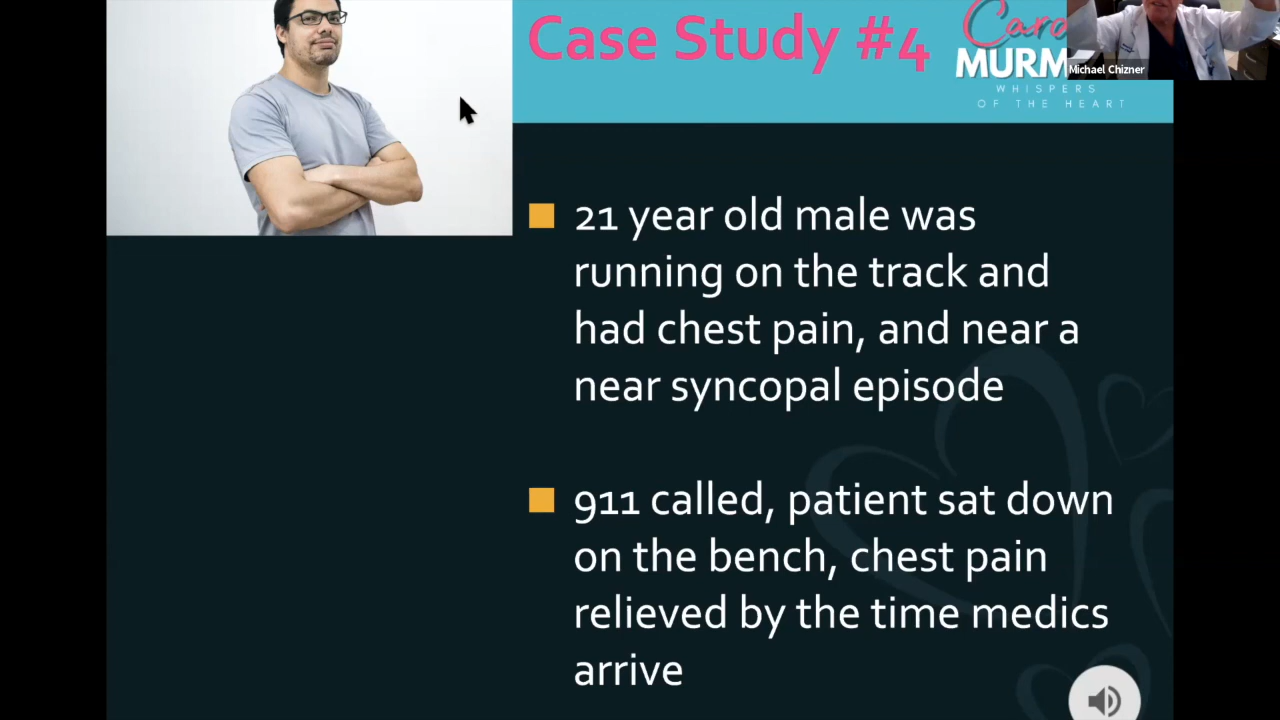 Case Study #4
Caro
MURM
WHISPERS
OF THE HEART
Michael Chizner
21 year old male was
running on the track and
had chest pain, and near a
near syncopal episode
911 called, patient sat down
on the bench, chest pain
relieved by the time medics
arrive